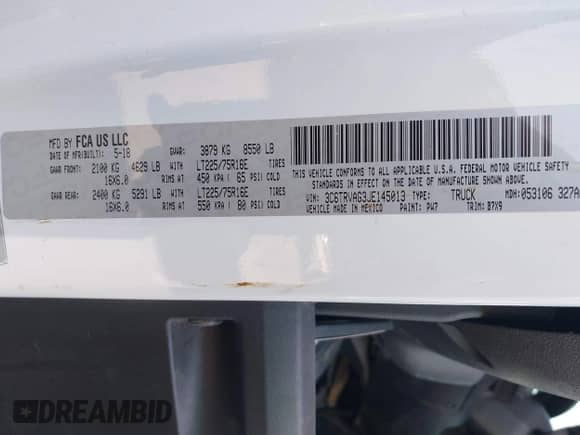 MFD BY FCA US LLC
DATE OF MFR(BUILT): 5-18 GVWR: 3879 KG 8550 LB
GAWR FRONT: 2100 KG 4629 LB WITH LT225/75R16E TIRES
16X6.0 RIMS AT 450 KPA( 65 PSI) COLD
GAWR REAR: 2400 KG 5291 LB WITH LT225/75R16E TIRES
16X6.0 RIMS AT 550 KPA( 80 PSI) COLD
THIS VEHICLE CONFORMS TO ALL APPLICABLE U.S.A. FEDERAL MOTOR VEHICLE SAFETY
STANDARDS IN EFFECT ON THE DATE OF MANUFACTURE SHOWN ABOVE.
VIN: 3C6TRVAG3JE145013 TYPE: TRUCK MDH: 053106 327A
VEHICLE MADE IN MEXICO PAINT: PW7 TRIM: B7X9
DREAMBID